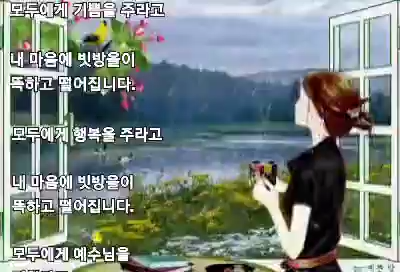 모두에게 기쁨을 주라고
내 마음에 빗방울이
똑하고 떨어집니다.
모두에게 행복을 주라고
내 마음에 빗방울이
똑하고 떨어집니다.
모두에게 예수님을